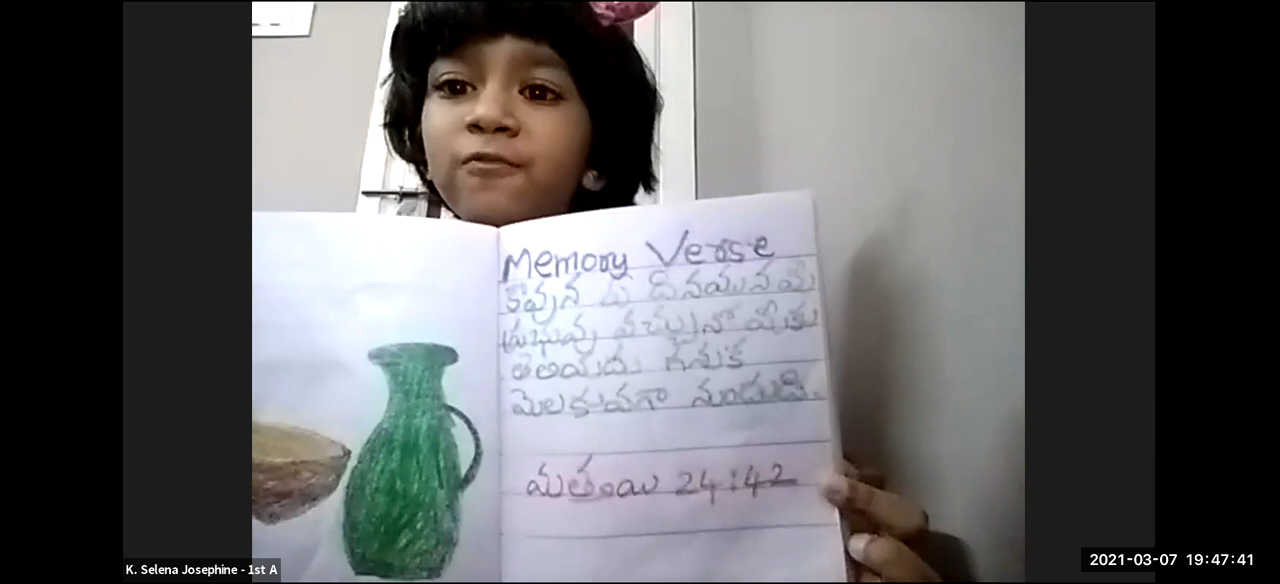 Memory Verse
కావున ఏ దినమున మీ
ప్రభువు వచ్చునో మీకు
తెలియదు గనుక
మెలకువగా నుండుడి.
మత్తయి 24:42
K. Selena Josephine - 1st A
2021-03-07 19:47:41